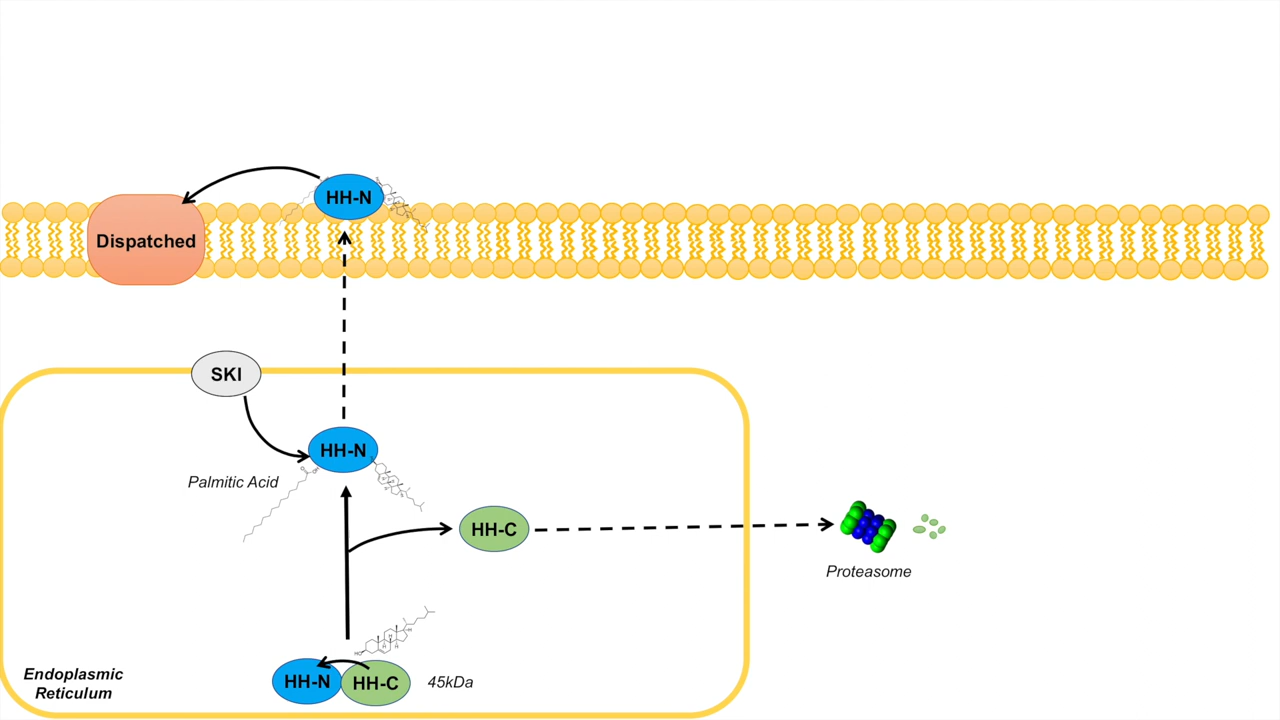 HH-N
Dispatched
SKI
HH-N
Palmitic Acid
HH-C
Proteasome
Endoplasmic
Reticulum
HH-N
HH-C
45kDa